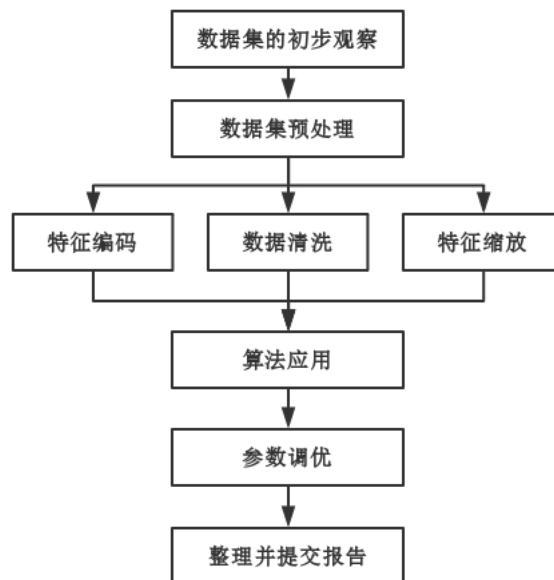 数据集的初步观察
数据集预处理
特征编码
数据清洗
特征缩放
算法应用
参数调优
整理并提交报告